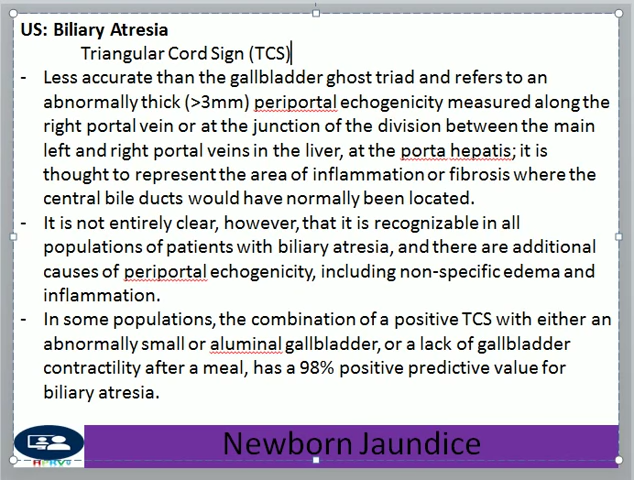 US: Biliary Atresia
Triangular Cord Sign (TCS)
- Less accurate than the gallbladder ghost triad and refers to an
abnormally thick (>3mm) periportal echogenicity measured along the
right portal vein or at the junction of the division between the main
left and right portal veins in the liver, at the porta hepatis; it is
thought to represent the area of inflammation or fibrosis where the
central bile ducts would have normally been located.
- It is not entirely clear, however, that it is recognizable in all
populations of patients with biliary atresia, and there are additional
causes of periportal echogenicity, including non-specific edema and
inflammation.
- In some populations, the combination of a positive TCS with either an
abnormally small or aluminal gallbladder, or a lack of gallbladder
contractility after a meal, has a 98% positive predictive value for
biliary atresia.
Newborn Jaundice